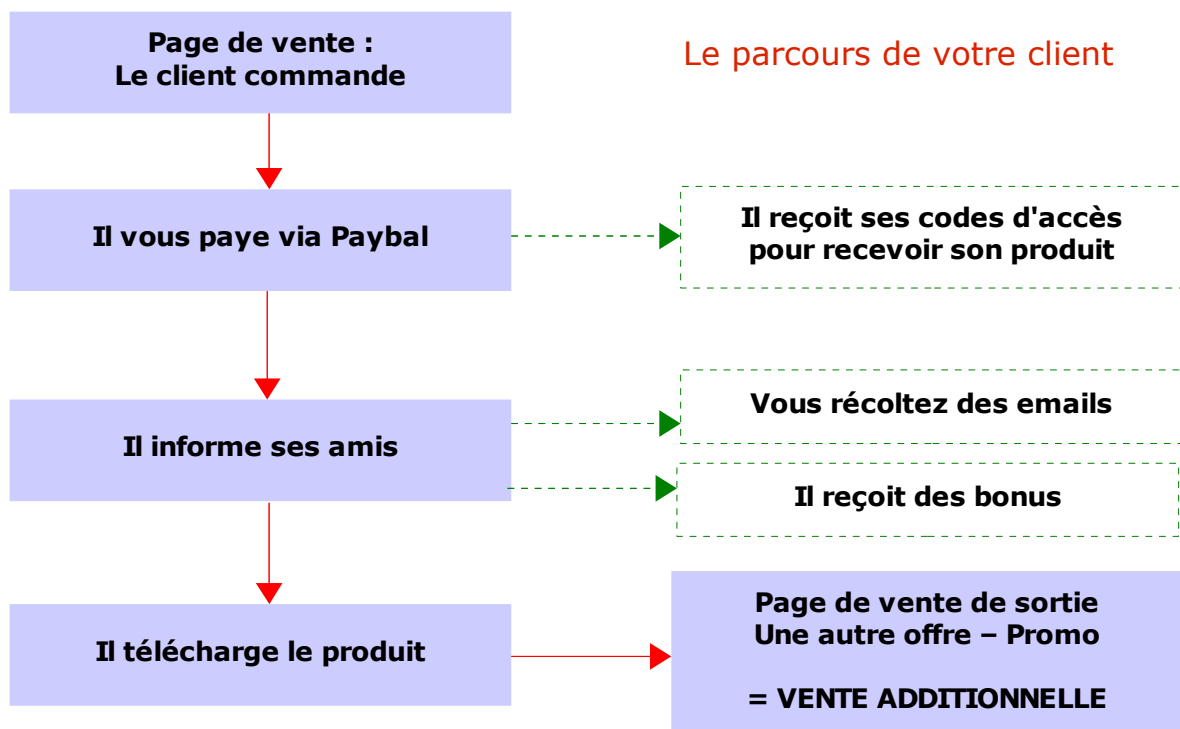 Page de vente :
Le client commande
Le parcours de votre client
Il vous paye via Paybal
Il reçoit ses codes d'accès
pour recevoir son produit
Il informe ses amis
Vous récoltez des emails
Il reçoit des bonus
Il télécharge le produit
Page de vente de sortie
Une autre offre – Promo
= VENTE ADDITIONNELLE